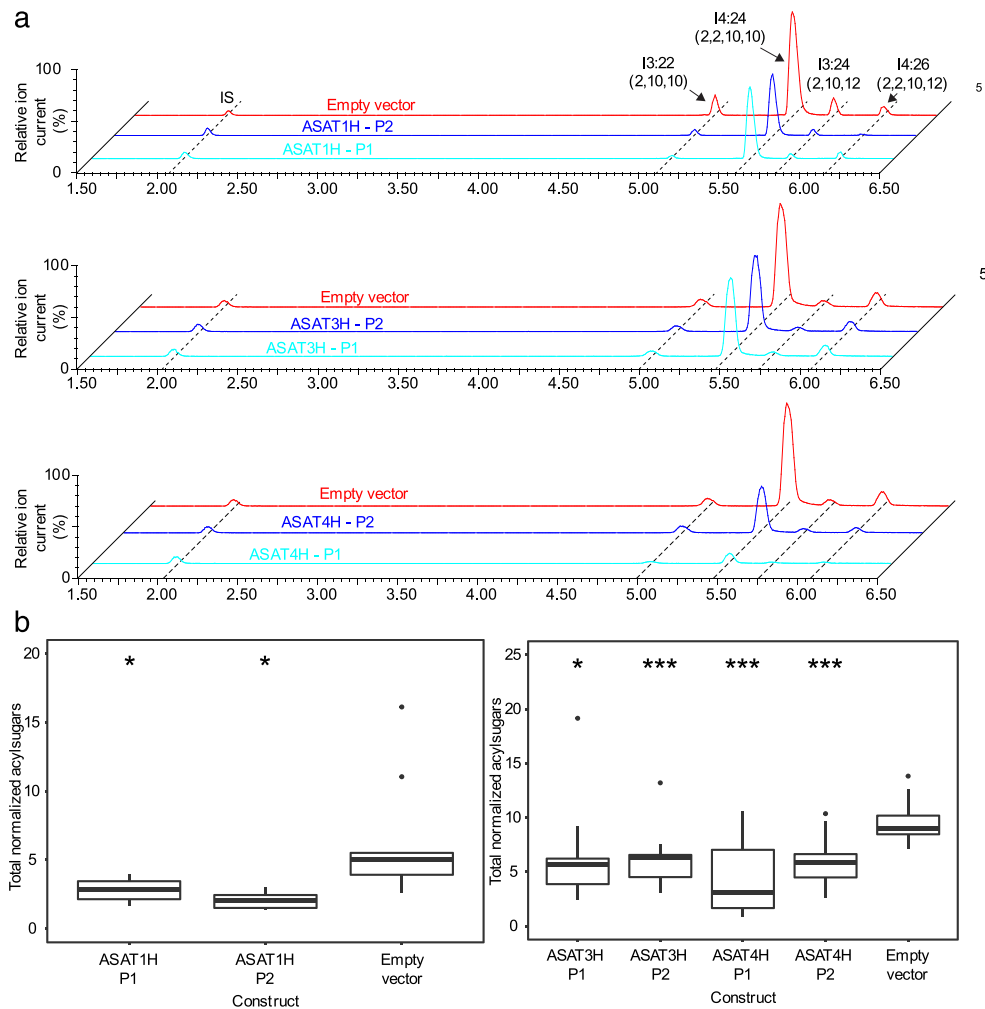 a
I4:24
(2,2,10,10)
I3:22
(2,10,10)
I3:24
(2,10,12
I4:26
(2,2,10,12)
5
100
0
Relative ion
current
(%)
IS
Empty vector
ASAT1H - P2
ASAT1H - P1
1.50 2.00 2.50 3.00 3.50 4.00 4.50 5.00 5.50 6.00 6.50
5
100
0
Relative ion
current
(%)
Empty vector
ASAT3H - P2
ASAT3H - P1
1.50 2.00 2.50 3.00 3.50 4.00 4.50 5.00 5.50 6.00 6.50
100
0
Relative ion
current
(%)
Empty vector
ASAT4H - P2
ASAT4H - P1
1.50 2.00 2.50 3.00 3.50 4.00 4.50 5.00 5.50 6.00 6.50
b
Total normalized acylsugars
20
15
10
5
0
* *
ASAT1H P1
ASAT1H P2
Empty vector
Construct
Total normalized acylsugars
25
20
15
10
5
0
* *** *** ***
ASAT3H P1
ASAT3H P2
ASAT4H P1
ASAT4H P2
Empty vector
Construct